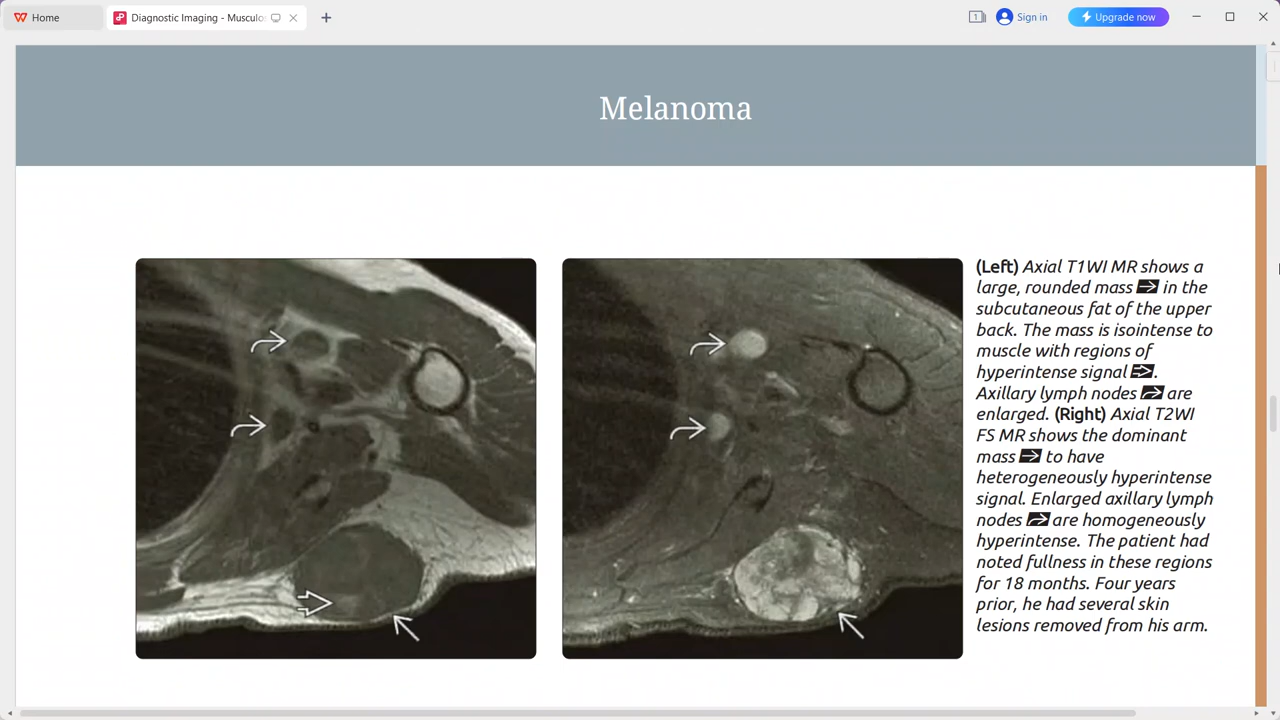 Home
Diagnostic Imaging - Musculos
1
Sign in
Upgrade now
Melanoma
(Left) Axial T1WI MR shows a
large, rounded mass in the
subcutaneous fat of the upper
back. The mass is isointense to
muscle with regions of
hyperintense signal .
Axillary lymph nodes are
enlarged. (Right) Axial T2WI
FS MR shows the dominant
mass to have
heterogeneously hyperintense
signal. Enlarged axillary lymph
nodes are homogeneously
hyperintense. The patient had
noted fullness in these regions
for 18 months. Four years
prior, he had several skin
lesions removed from his arm.